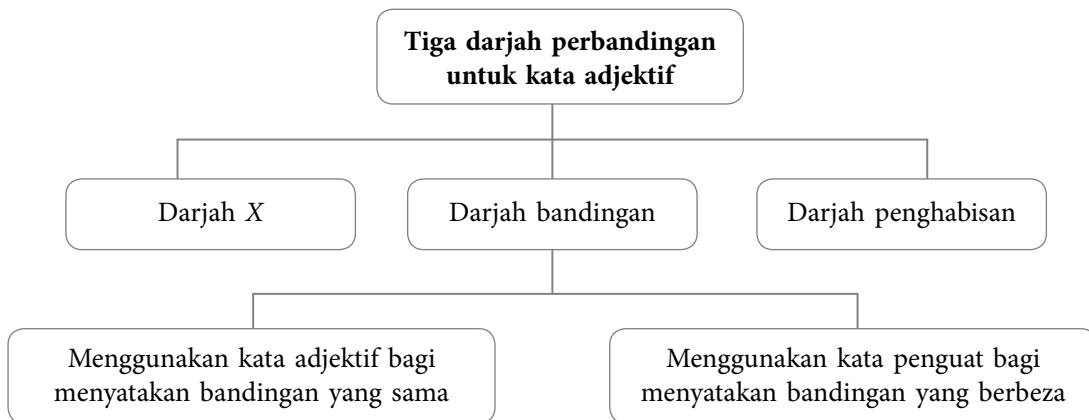 Tiga darjah perbandingan
untuk kata adjektif
Darjah X
Darjah bandingan
Darjah penghabisan
Menggunakan kata adjektif bagi
menyatakan bandingan yang sama
Menggunakan kata penguat bagi
menyatakan bandingan yang berbeza